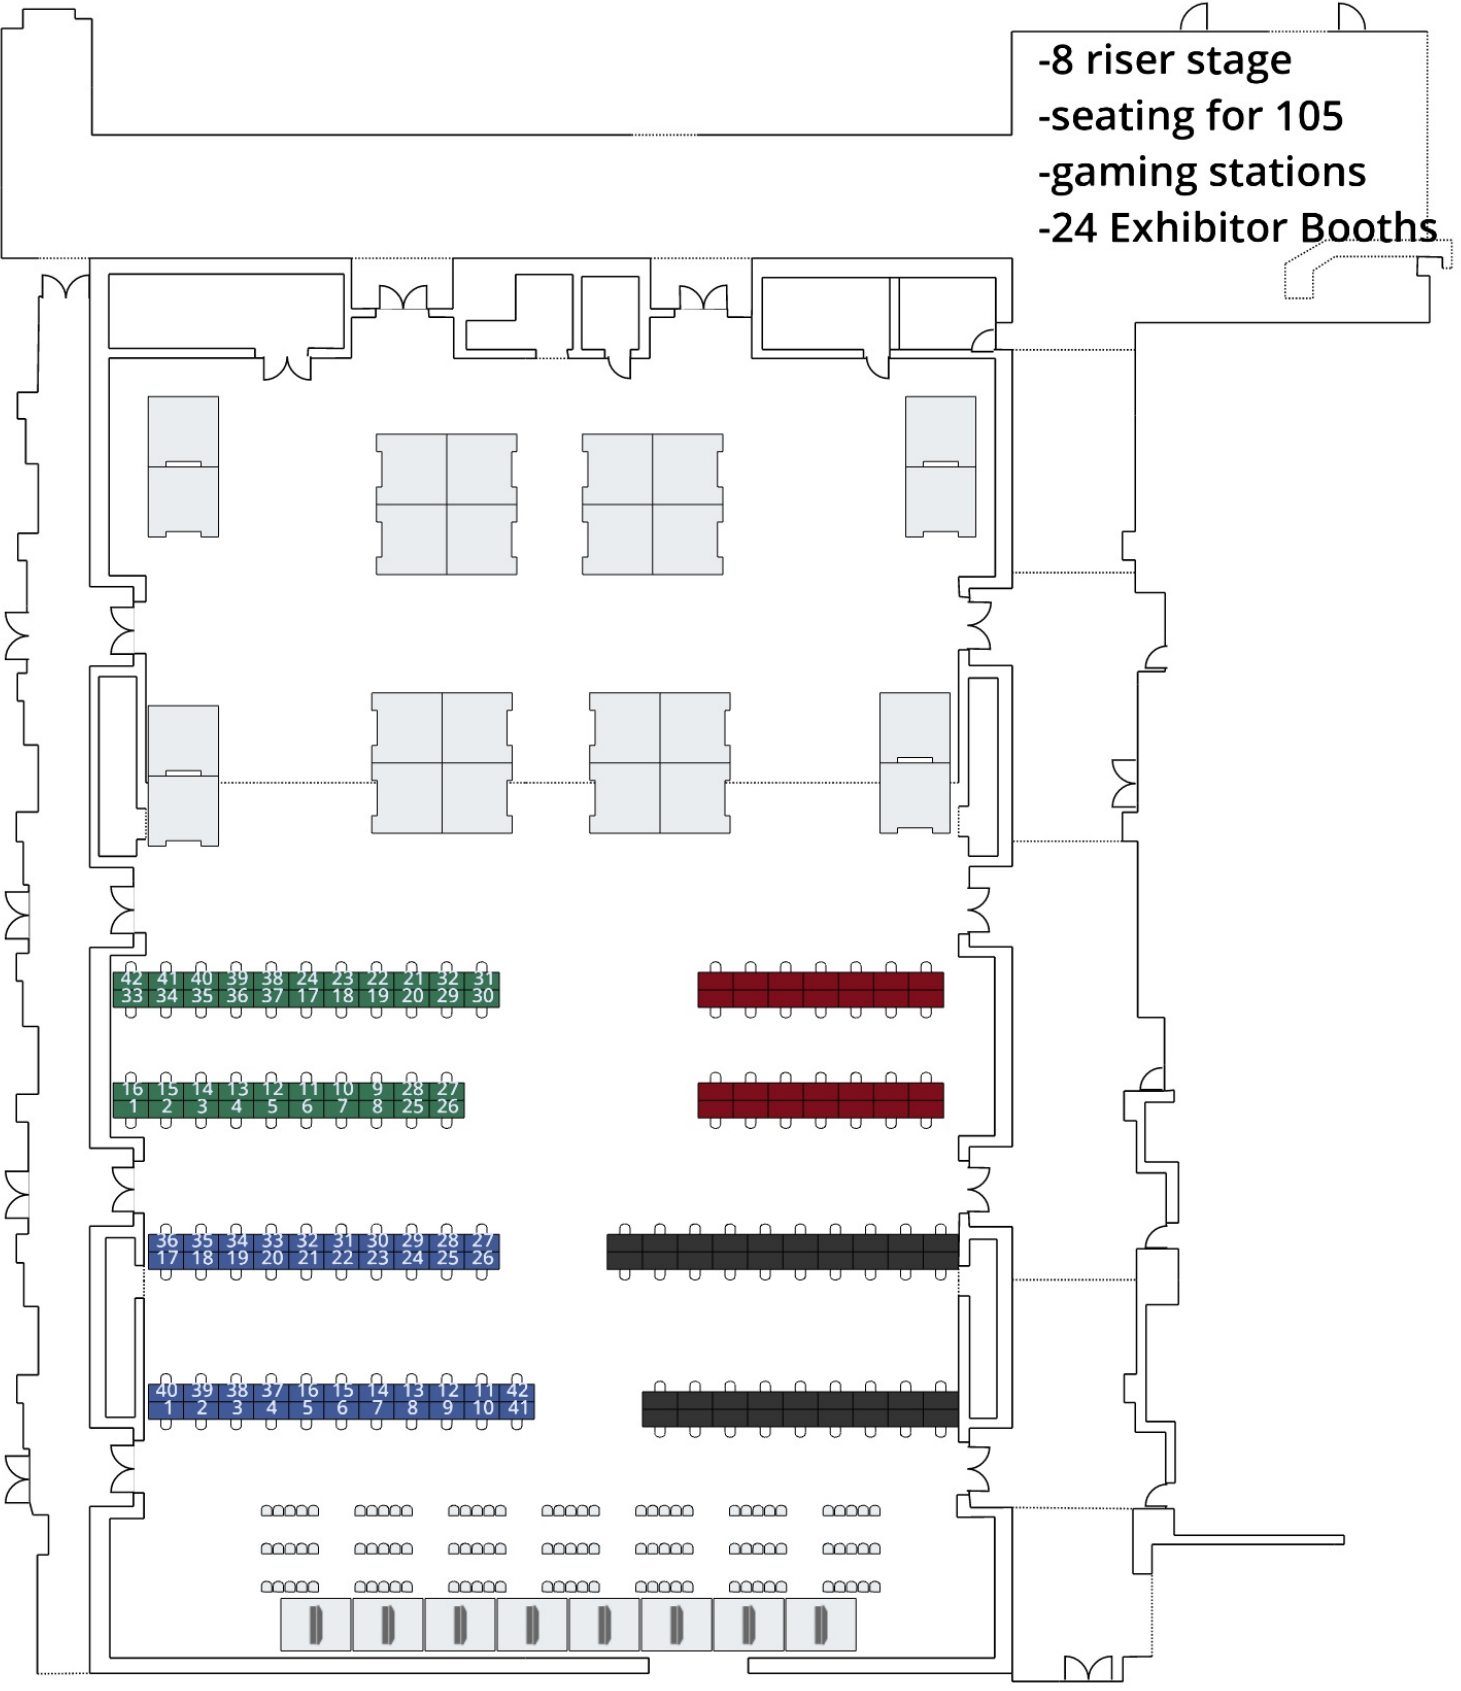 -8 riser stage
-seating for 105
-gaming stations
-24 Exhibitor Booths
42 41 40 39 38 24 23 22 21 32 31
33 34 35 36 37 17 18 19 20 29 30
16 15 14 13 12 11 10 9 28 27
1 2 3 4 5 6 7 8 25 26
36 35 34 33 32 31 30 29 28 27
17 18 19 20 21 22 23 24 25 26
40 39 38 37 16 15 14 13 12 11 42
1 2 3 4 5 6 7 8 9 10 41